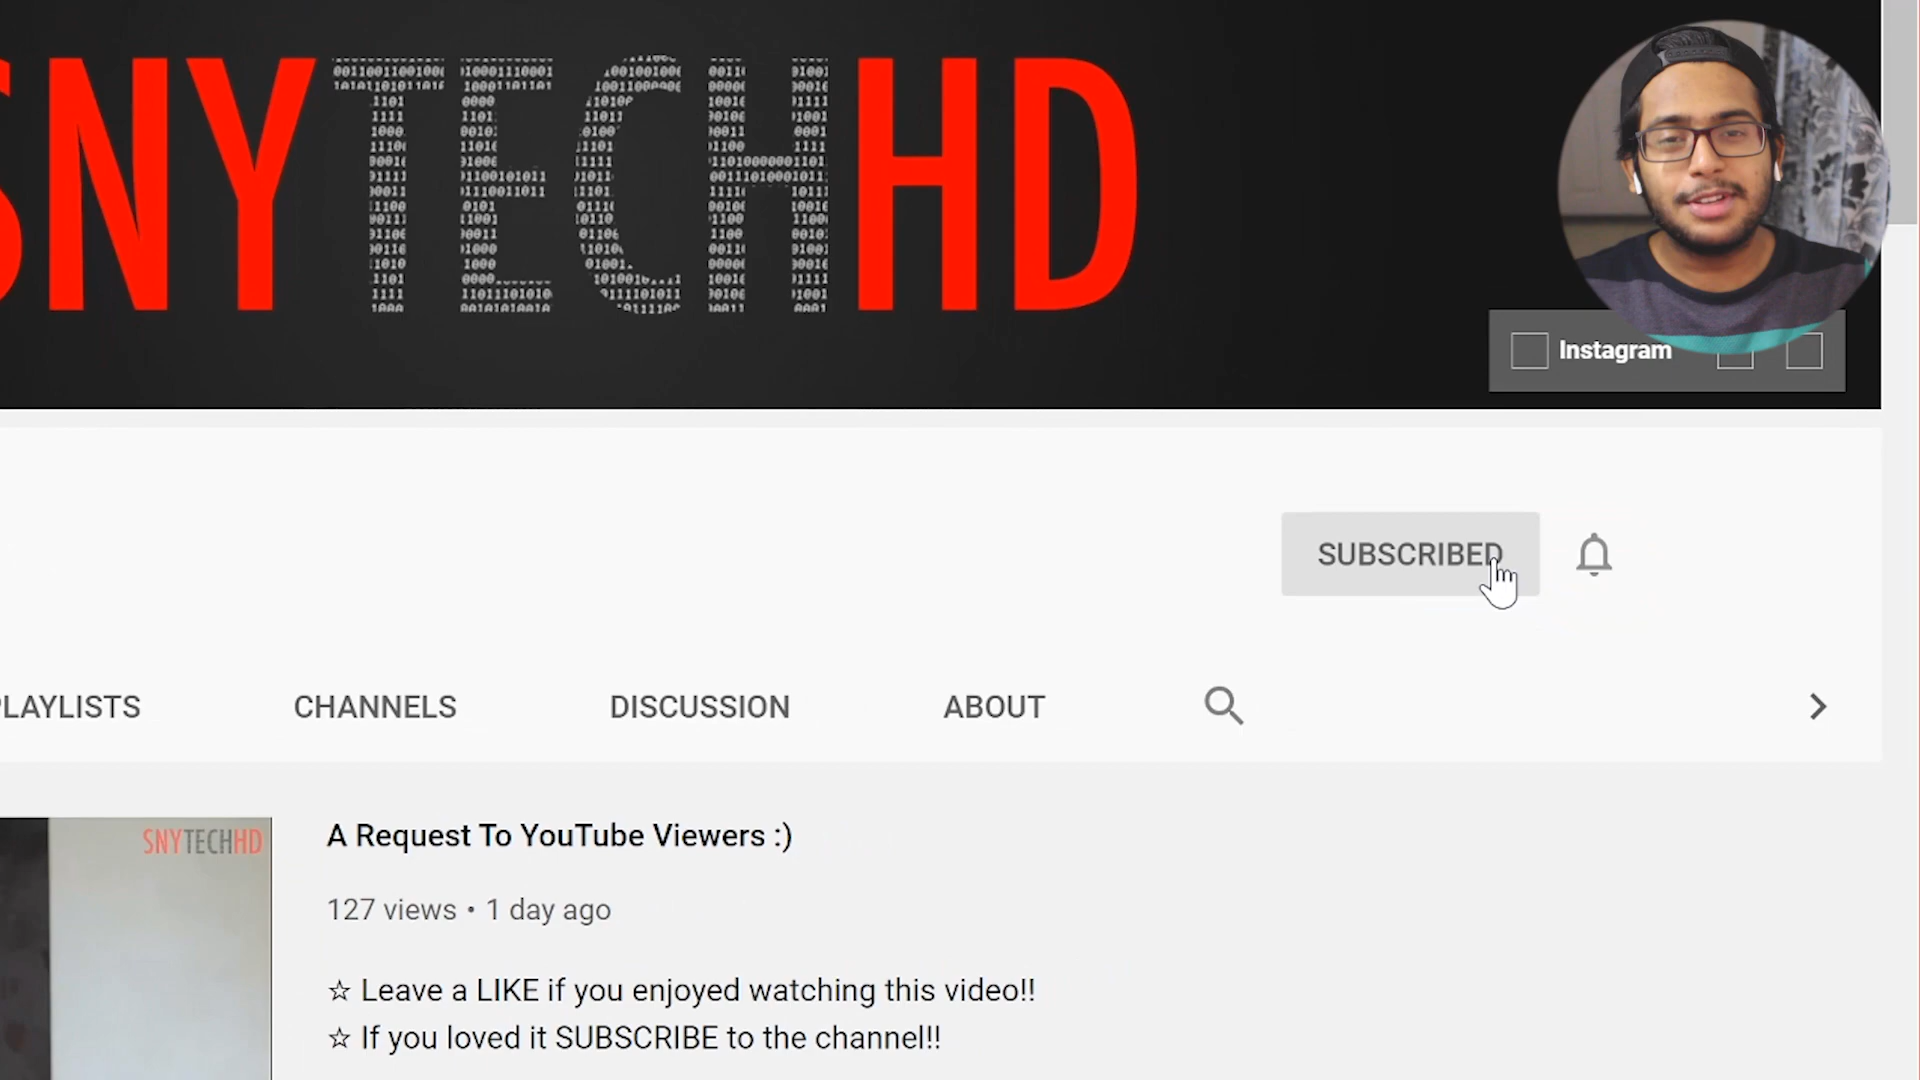 SNYTECHHD
Instagram
SUBSCRIBED
PLAYLISTS CHANNELS DISCUSSION ABOUT
SNYTECHHD
A Request To YouTube Viewers :)
127 views • 1 day ago
☆ Leave a LIKE if you enjoyed watching this video!!
☆ If you loved it SUBSCRIBE to the channel!!